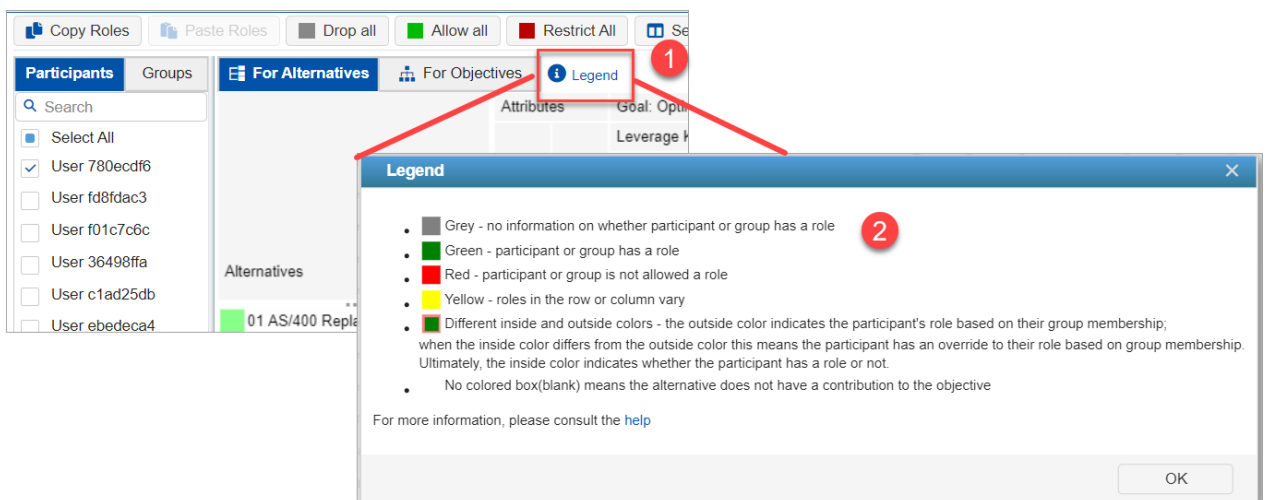 Copy Roles Paste Roles Drop all Allow all Restrict All
1
Participants Groups For Alternatives For Objectives Legend
Search
Attributes Goal:
Select All
Leverage
User 780ecdf6
User fd8fdac3
User f01c7c6c
User 36498ffa
Alternatives
User c1ad25db
01 AS/400
User ebedeca4
Legend
Grey - no information on whether participant or group has a role
2
Green - participant or group has a role
Red - participant or group is not allowed a role
Yellow - roles in the row or column vary
Different inside and outside colors - the outside color indicates the participant's role based on their group membership;
when the inside color differs from the outside color this means the participant has an override to their role based on group membership.
Ultimately, the inside color indicates whether the participant has a role or not.
No colored box(blank) means the alternative does not have a contribution to the objective
For more information, please consult the help
OK